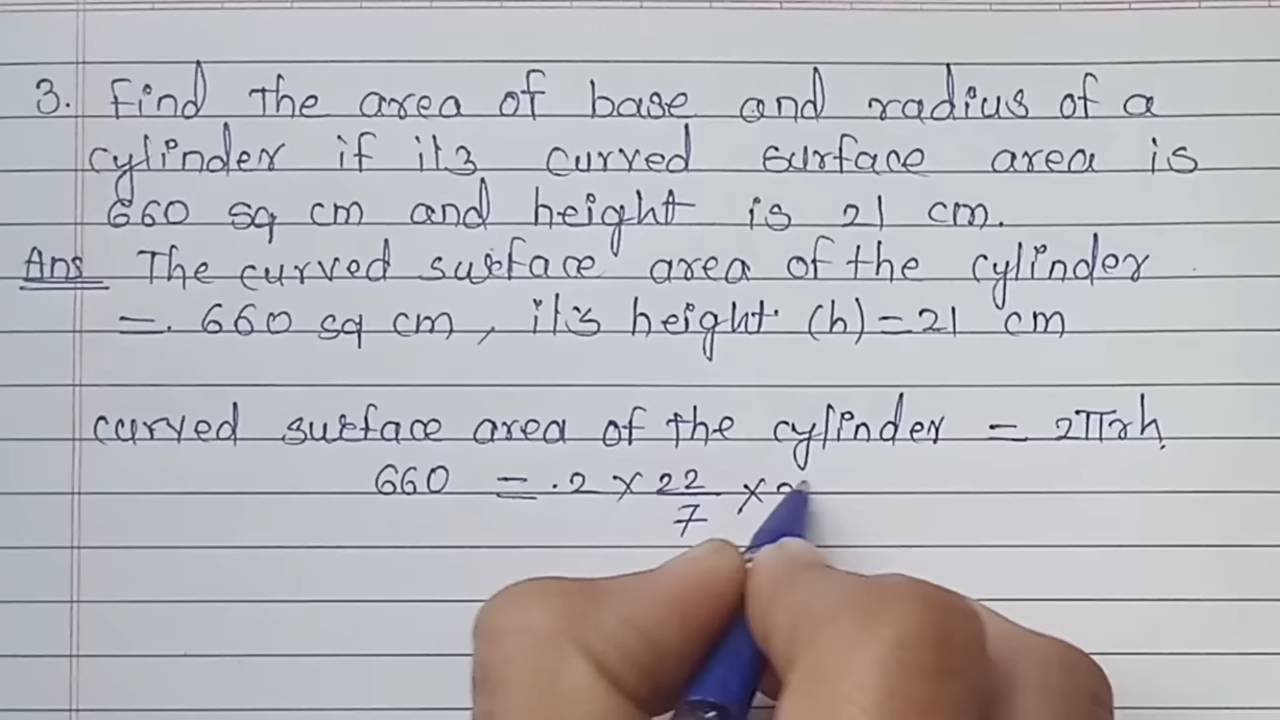 3. Find the area of base and radius of a
cylinder if its curved surface area is
660 sq cm and height is 21 cm.
Ans The curved surface area of the cylinder
= 660 sq cm, its height (h) = 21 cm
curved surface area of the cylinder = 2πrh.
660 = 2 × 22/7 ×